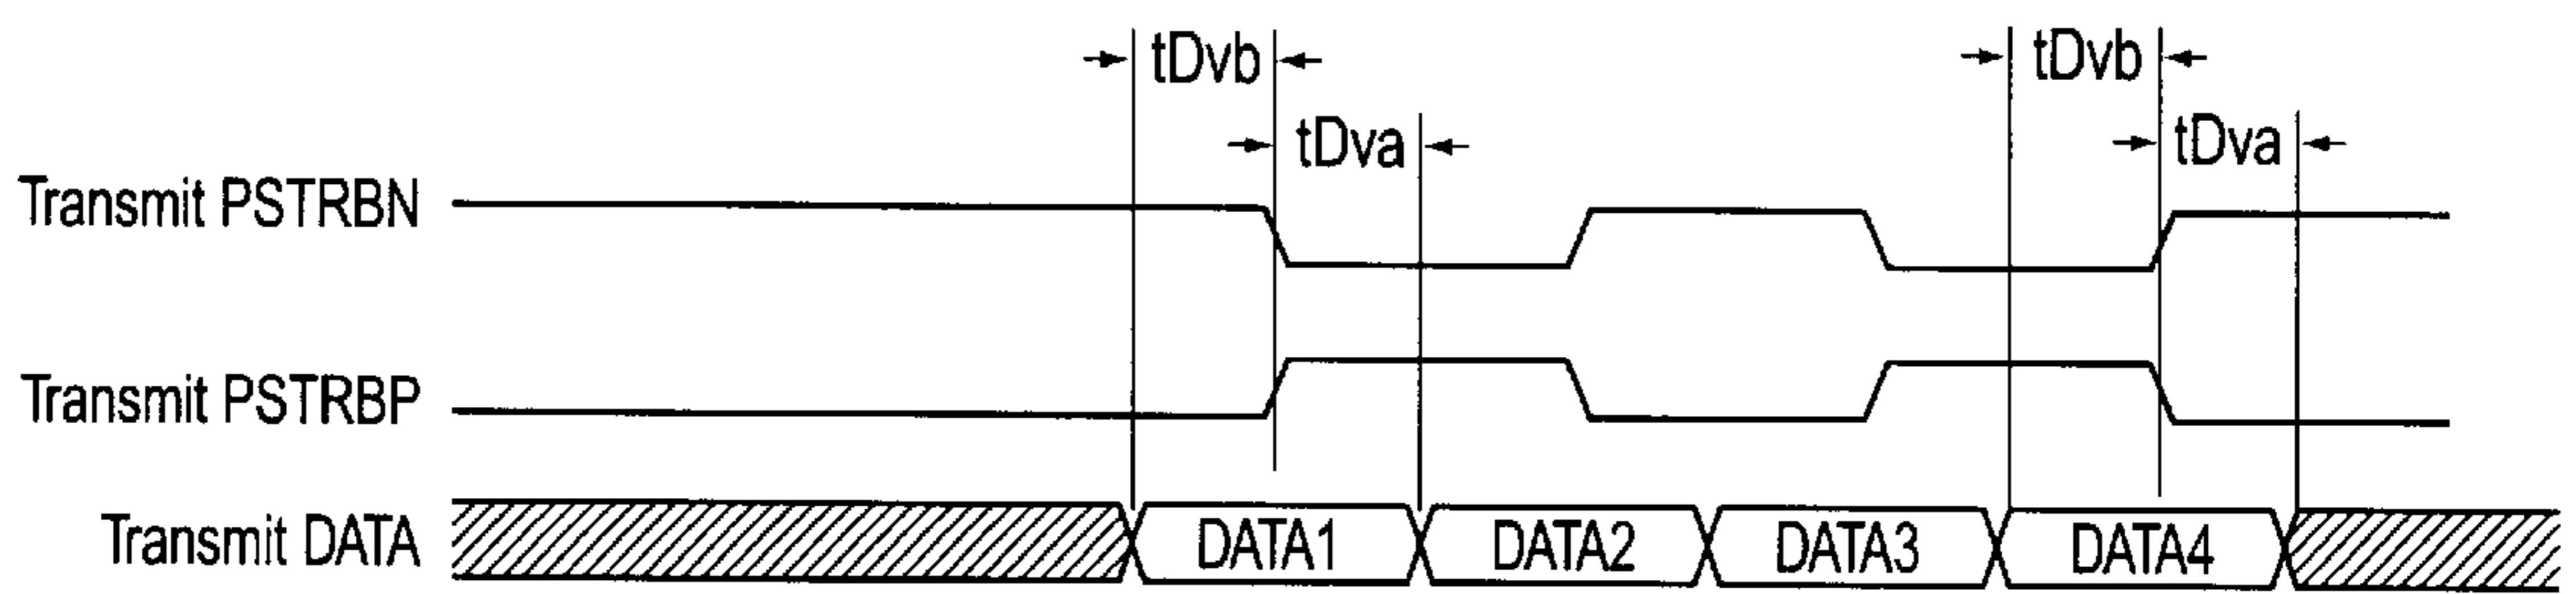 tDvb tDvb
tDva tDva
Transmit PSTRBN
Transmit PSTRBP
Transmit DATA DATA1 DATA2 DATA3 DATA4